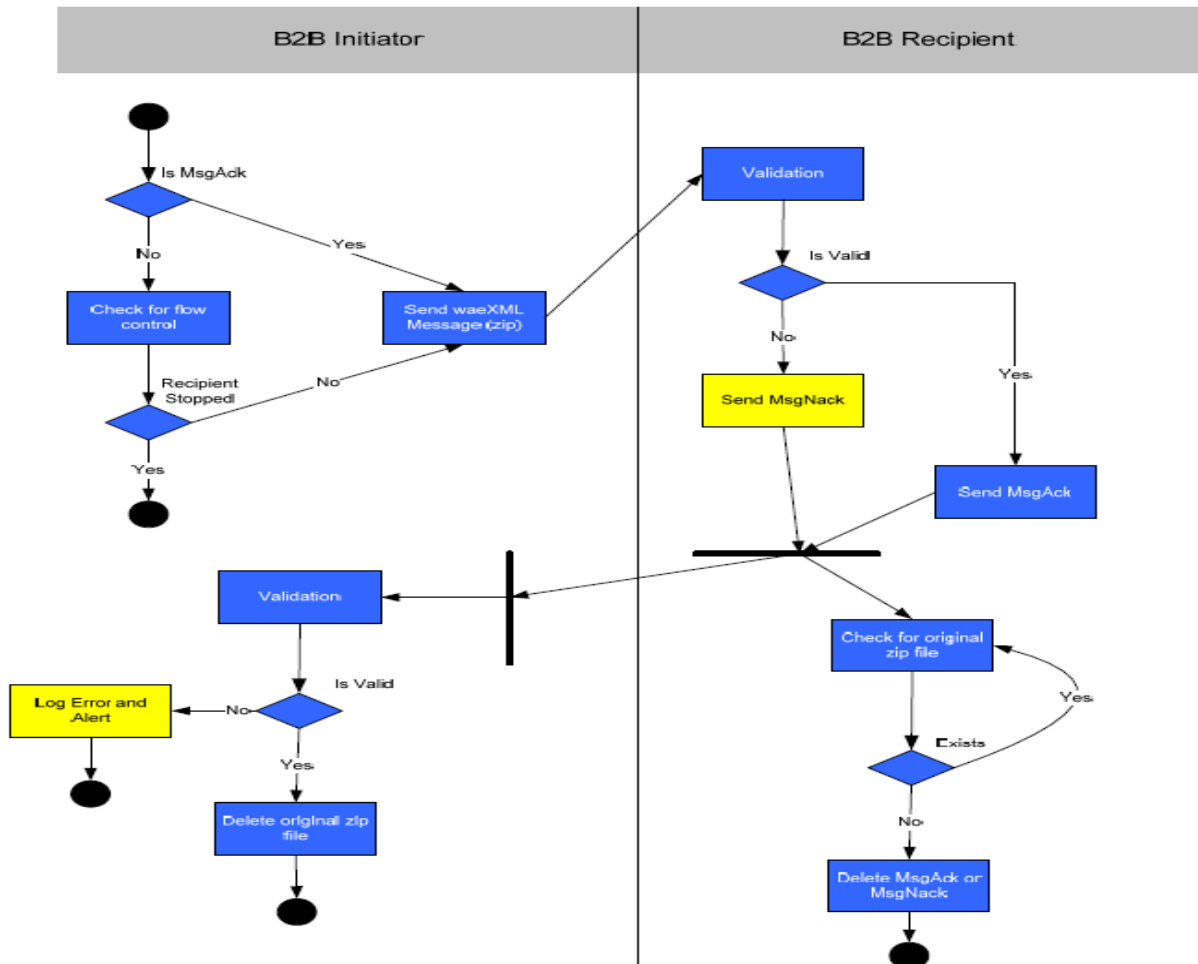 B2B Initiator
B2B Recipient
Is MsgAck
Yes
No
Check for flow
control
Send waeXML
Message (zip)
Recipient
Stopped
No
Yes
Validation
Is Valid
No
Yes
Send MsgNack
Send MsgAck
Validation
Is Valid
No
Log Error and
Alert
Yes
Delete original zip
file
Check for original
zip file
Yes
Exists
No
Delete MsgAck or
MsgNack